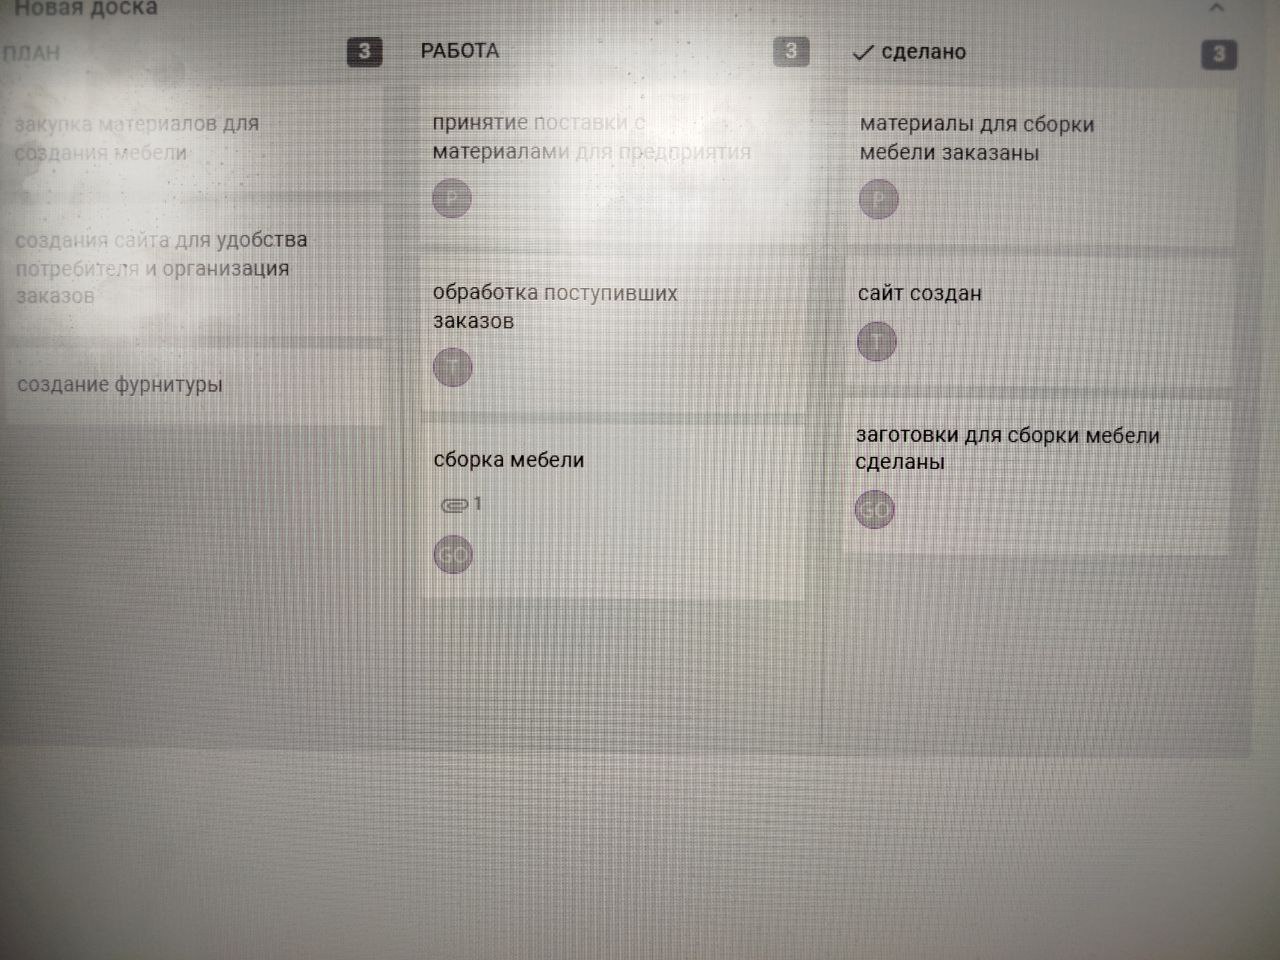 Новая доска
ПЛАН
3
закупка материалов для
создания мебели
создания сайта для удобства
потребителя и организация
заказов
создание фурнитуры
РАБОТА
3
принятие поставки с
материалами для предприятия
P
обработка поступивших
заказов
T
сборка мебели
1
GO
сделано
3
материалы для сборки
мебели заказаны
P
сайт создан
T
заготовки для сборки мебели
сделаны
GO